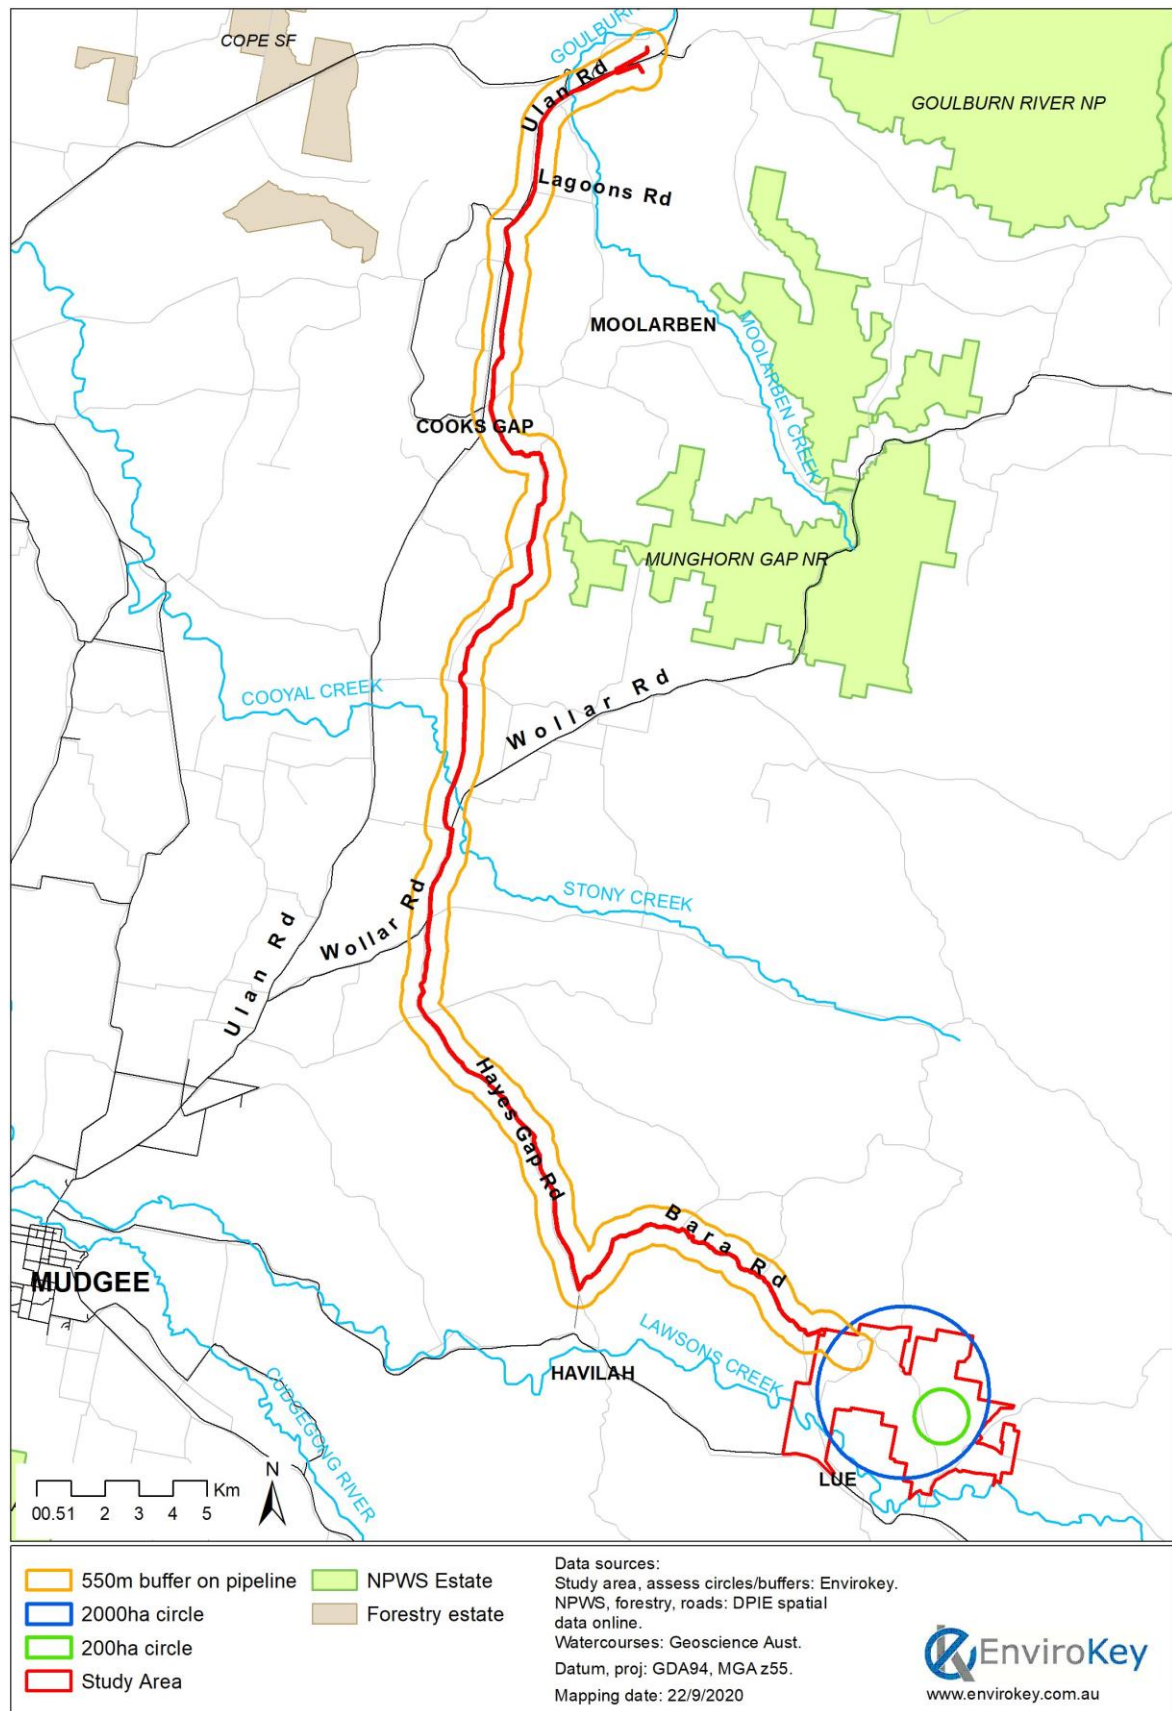 COPE SF
GOULBURN
Ulan Rd
GOULBURN RIVER NP
Lagoons Rd
MOOLARBEN
MOOLARBEN CREEK
COOKS GAP
MUNGHORN GAP NR
COOYAL CREEK
Wollar Rd
STONY CREEK
Wollar Rd
Ulan Rd
Hayes Gap Rd
Bara Rd
MUDGEE
LAWSONS CREEK
HAVILAH
CUDGEGONG RIVER
LUE
N
Km
00.51 2 3 4 5
550m buffer on pipeline
2000ha circle
200ha circle
Study Area
NPWS Estate
Forestry estate
Data sources:
Study area, assess circles/buffers: Envirokey.
NPWS, forestry, roads: DPIE spatial
data online.
Watercourses: Geoscience Aust.
Datum, proj: GDA94, MGA z55.
Mapping date: 22/9/2020
EnviroKey
www.envirokey.com.au